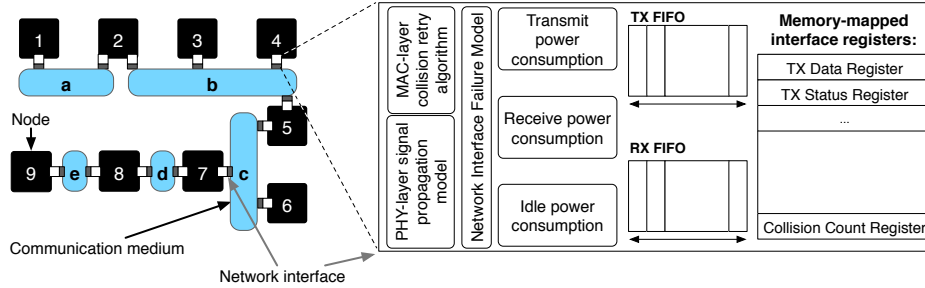 1
2
3
4
a
b
5
Node
9
e
8
d
7
c
6
Communication medium
Network interface
MAC-layer
collision retry
algorithm
PHY-layer signal
propagation
model
Network Interface Failure Model
Transmit
power
consumption
Receive power
consumption
Idle power
consumption
TX FIFO
RX FIFO
Memory-mapped
interface registers:
TX Data Register
TX Status Register
...
Collision Count Register